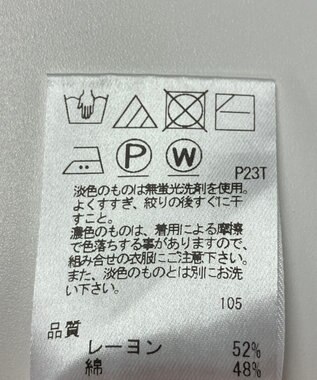 P W P23T
淡色のものは無蛍光洗剤を使用。
よくすすぎ、絞りの後すぐに干
すこと。
濃色のものは、着用による摩擦
で色落ちする事がありますので、
組み合せの衣服にご注意下さい。
また、淡色のものとは別にお洗
い下さい。
105
品質
レーヨン 52%
綿 48%